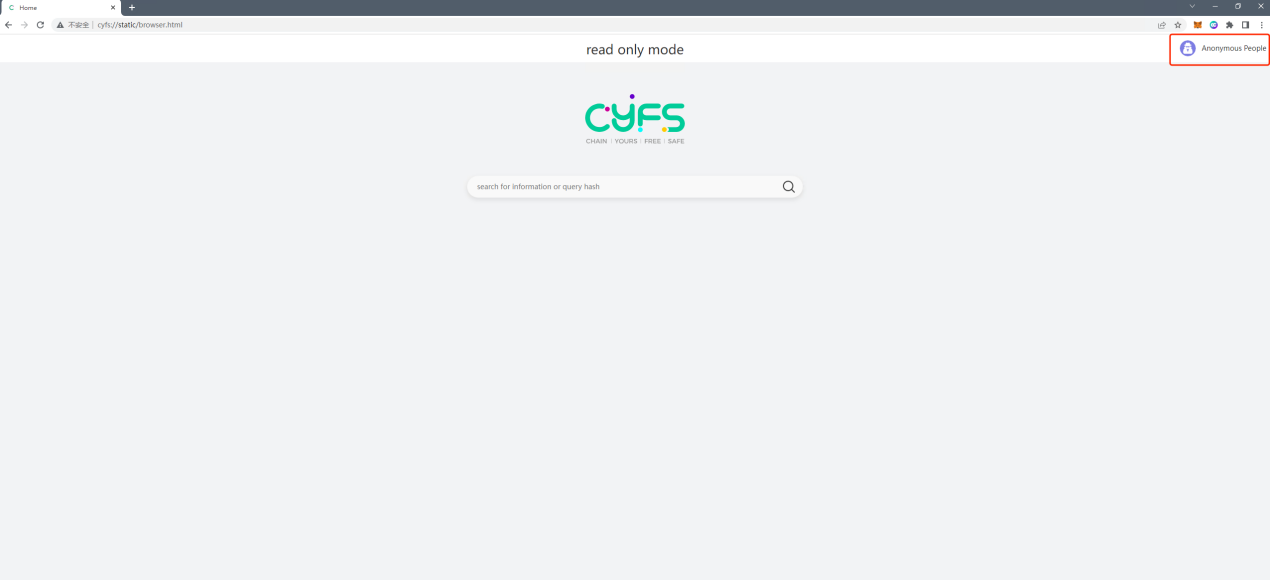 C Home
不安全 | cyfs://static/browser.html
read only mode
Anonymous People
CYFS
CHAIN | YOURS | FREE | SAFE
search for information or query hash